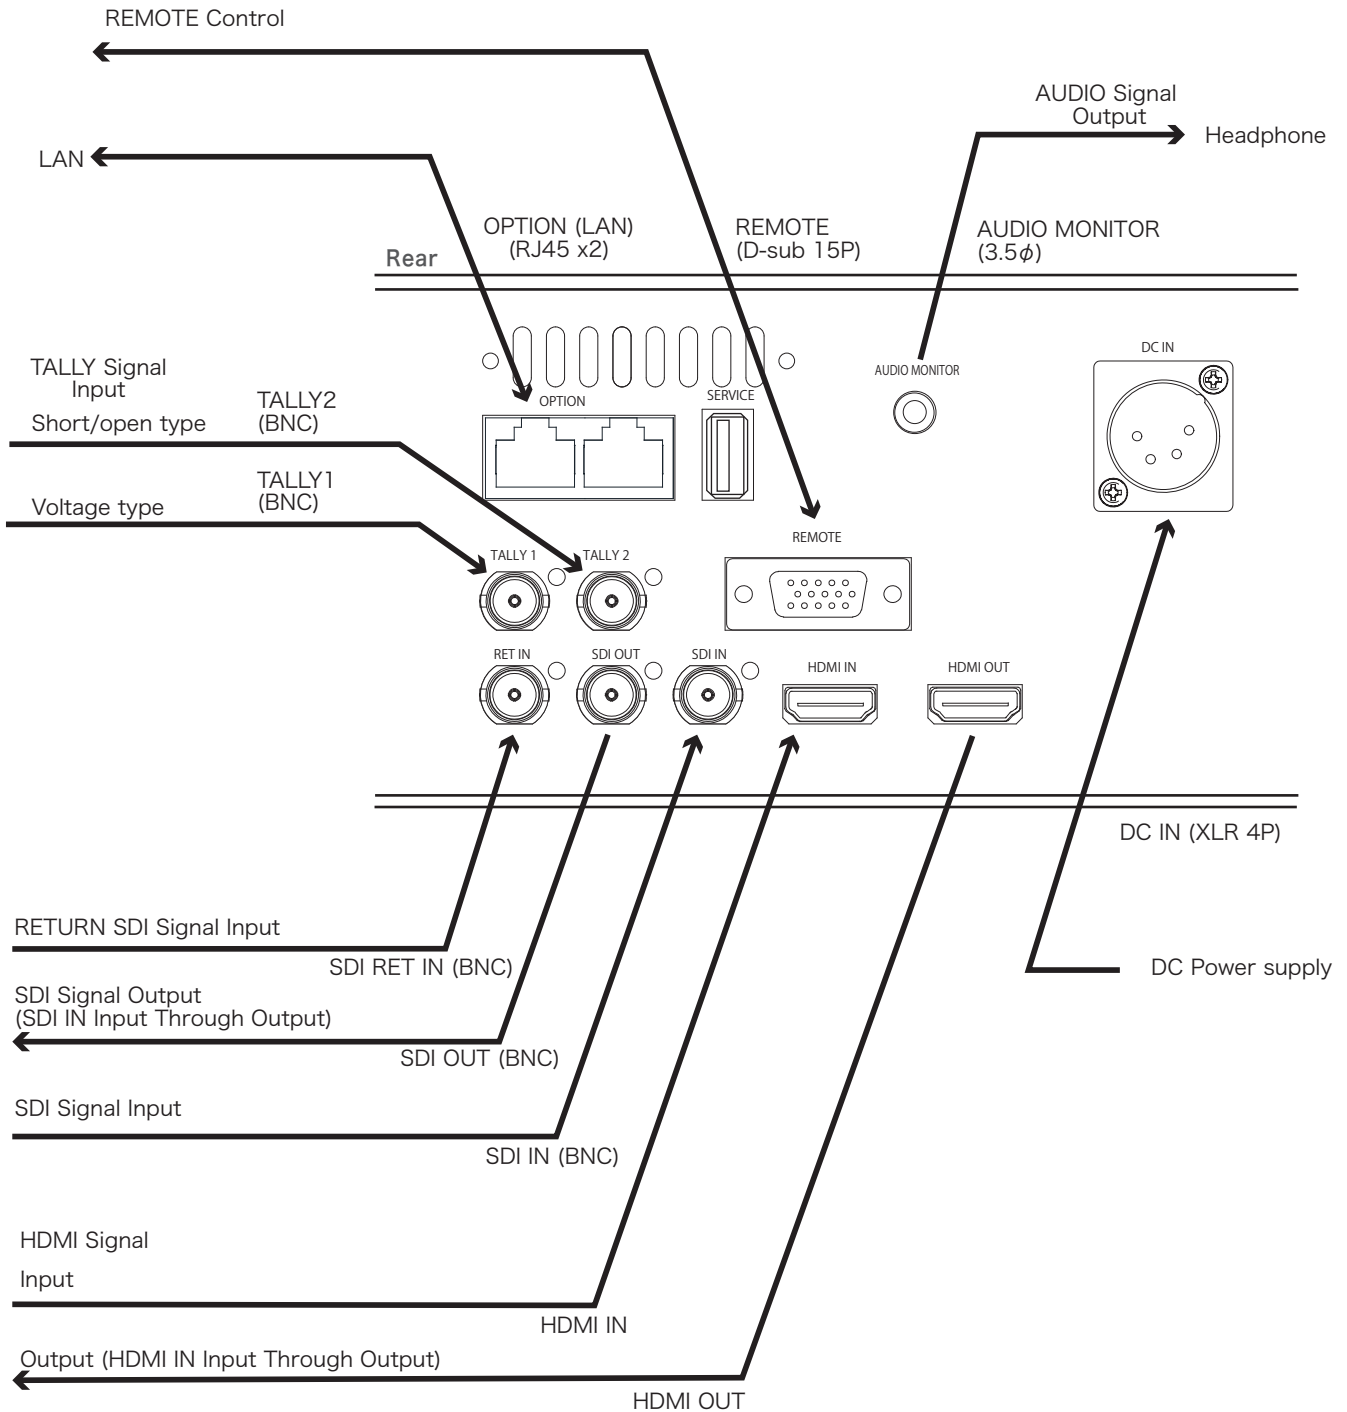 REMOTE Control
AUDIO Signal
Output
Headphone
LAN
OPTION (LAN)
(RJ45 x2)
REMOTE
(D-sub 15P)
AUDIO MONITOR
(3.5φ)
Rear
DC IN
TALLY Signal
Input
AUDIO MONITOR
Short/open type
TALLY2
(BNC)
OPTION
SERVICE
Voltage type
TALLY1
(BNC)
REMOTE
TALLY 1
TALLY 2
RET IN
SDI OUT
SDI IN
HDMI IN
HDMI OUT
DC IN (XLR 4P)
RETURN SDI Signal Input
SDI RET IN (BNC)
DC Power supply
SDI Signal Output
(SDI IN Input Through Output)
SDI OUT (BNC)
SDI Signal Input
SDI IN (BNC)
HDMI Signal
Input
HDMI IN
Output (HDMI IN Input Through Output)
HDMI OUT